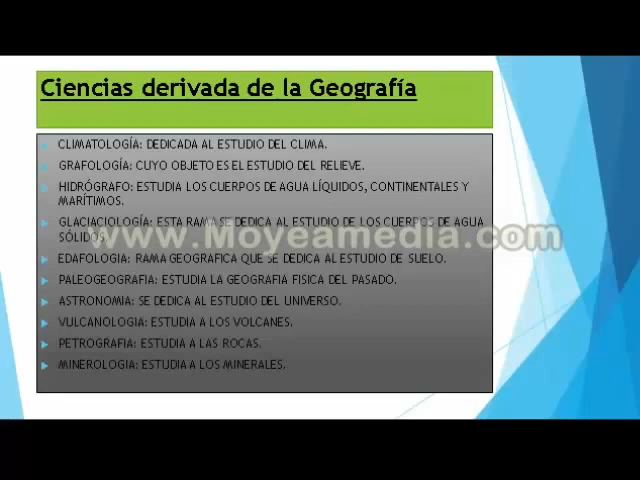 Ciencias derivada de la Geografía
CLIMATOLOGÍA: DEDICADA AL ESTUDIO DEL CLIMA.
GRAFOLOGÍA: CUYO OBJETO ES EL ESTUDIO DEL RELIEVE.
HIDRÓGRAFO: ESTUDIA LOS CUERPOS DE AGUA LÍQUIDOS, CONTINENTALES Y
MARÍTIMOS.
GLACIACIOLOGÍA: ESTA RAMA SE DEDICA AL ESTUDIO DE LOS CUERPOS DE AGUA
SÓLIDOS
www.Moyeamedia.com
EDAFOLOGIA: RAMA GEOGRAFICA QUE SE DEDICA AL ESTUDIO DE SUELO.
PALEOGEOGRAFIA: ESTUDIA LA GEOGRAFIA FISICA DEL PASADO.
ASTRONOMIA: SE DEDICA AL ESTUDIO DEL UNIVERSO.
VULCANOLOGIA: ESTUDIA A LOS VOLCANES.
PETROGRAFIA: ESTUDIA A LAS ROCAS.
MINEROLOGIA: ESTUDIA A LOS MINERALES.